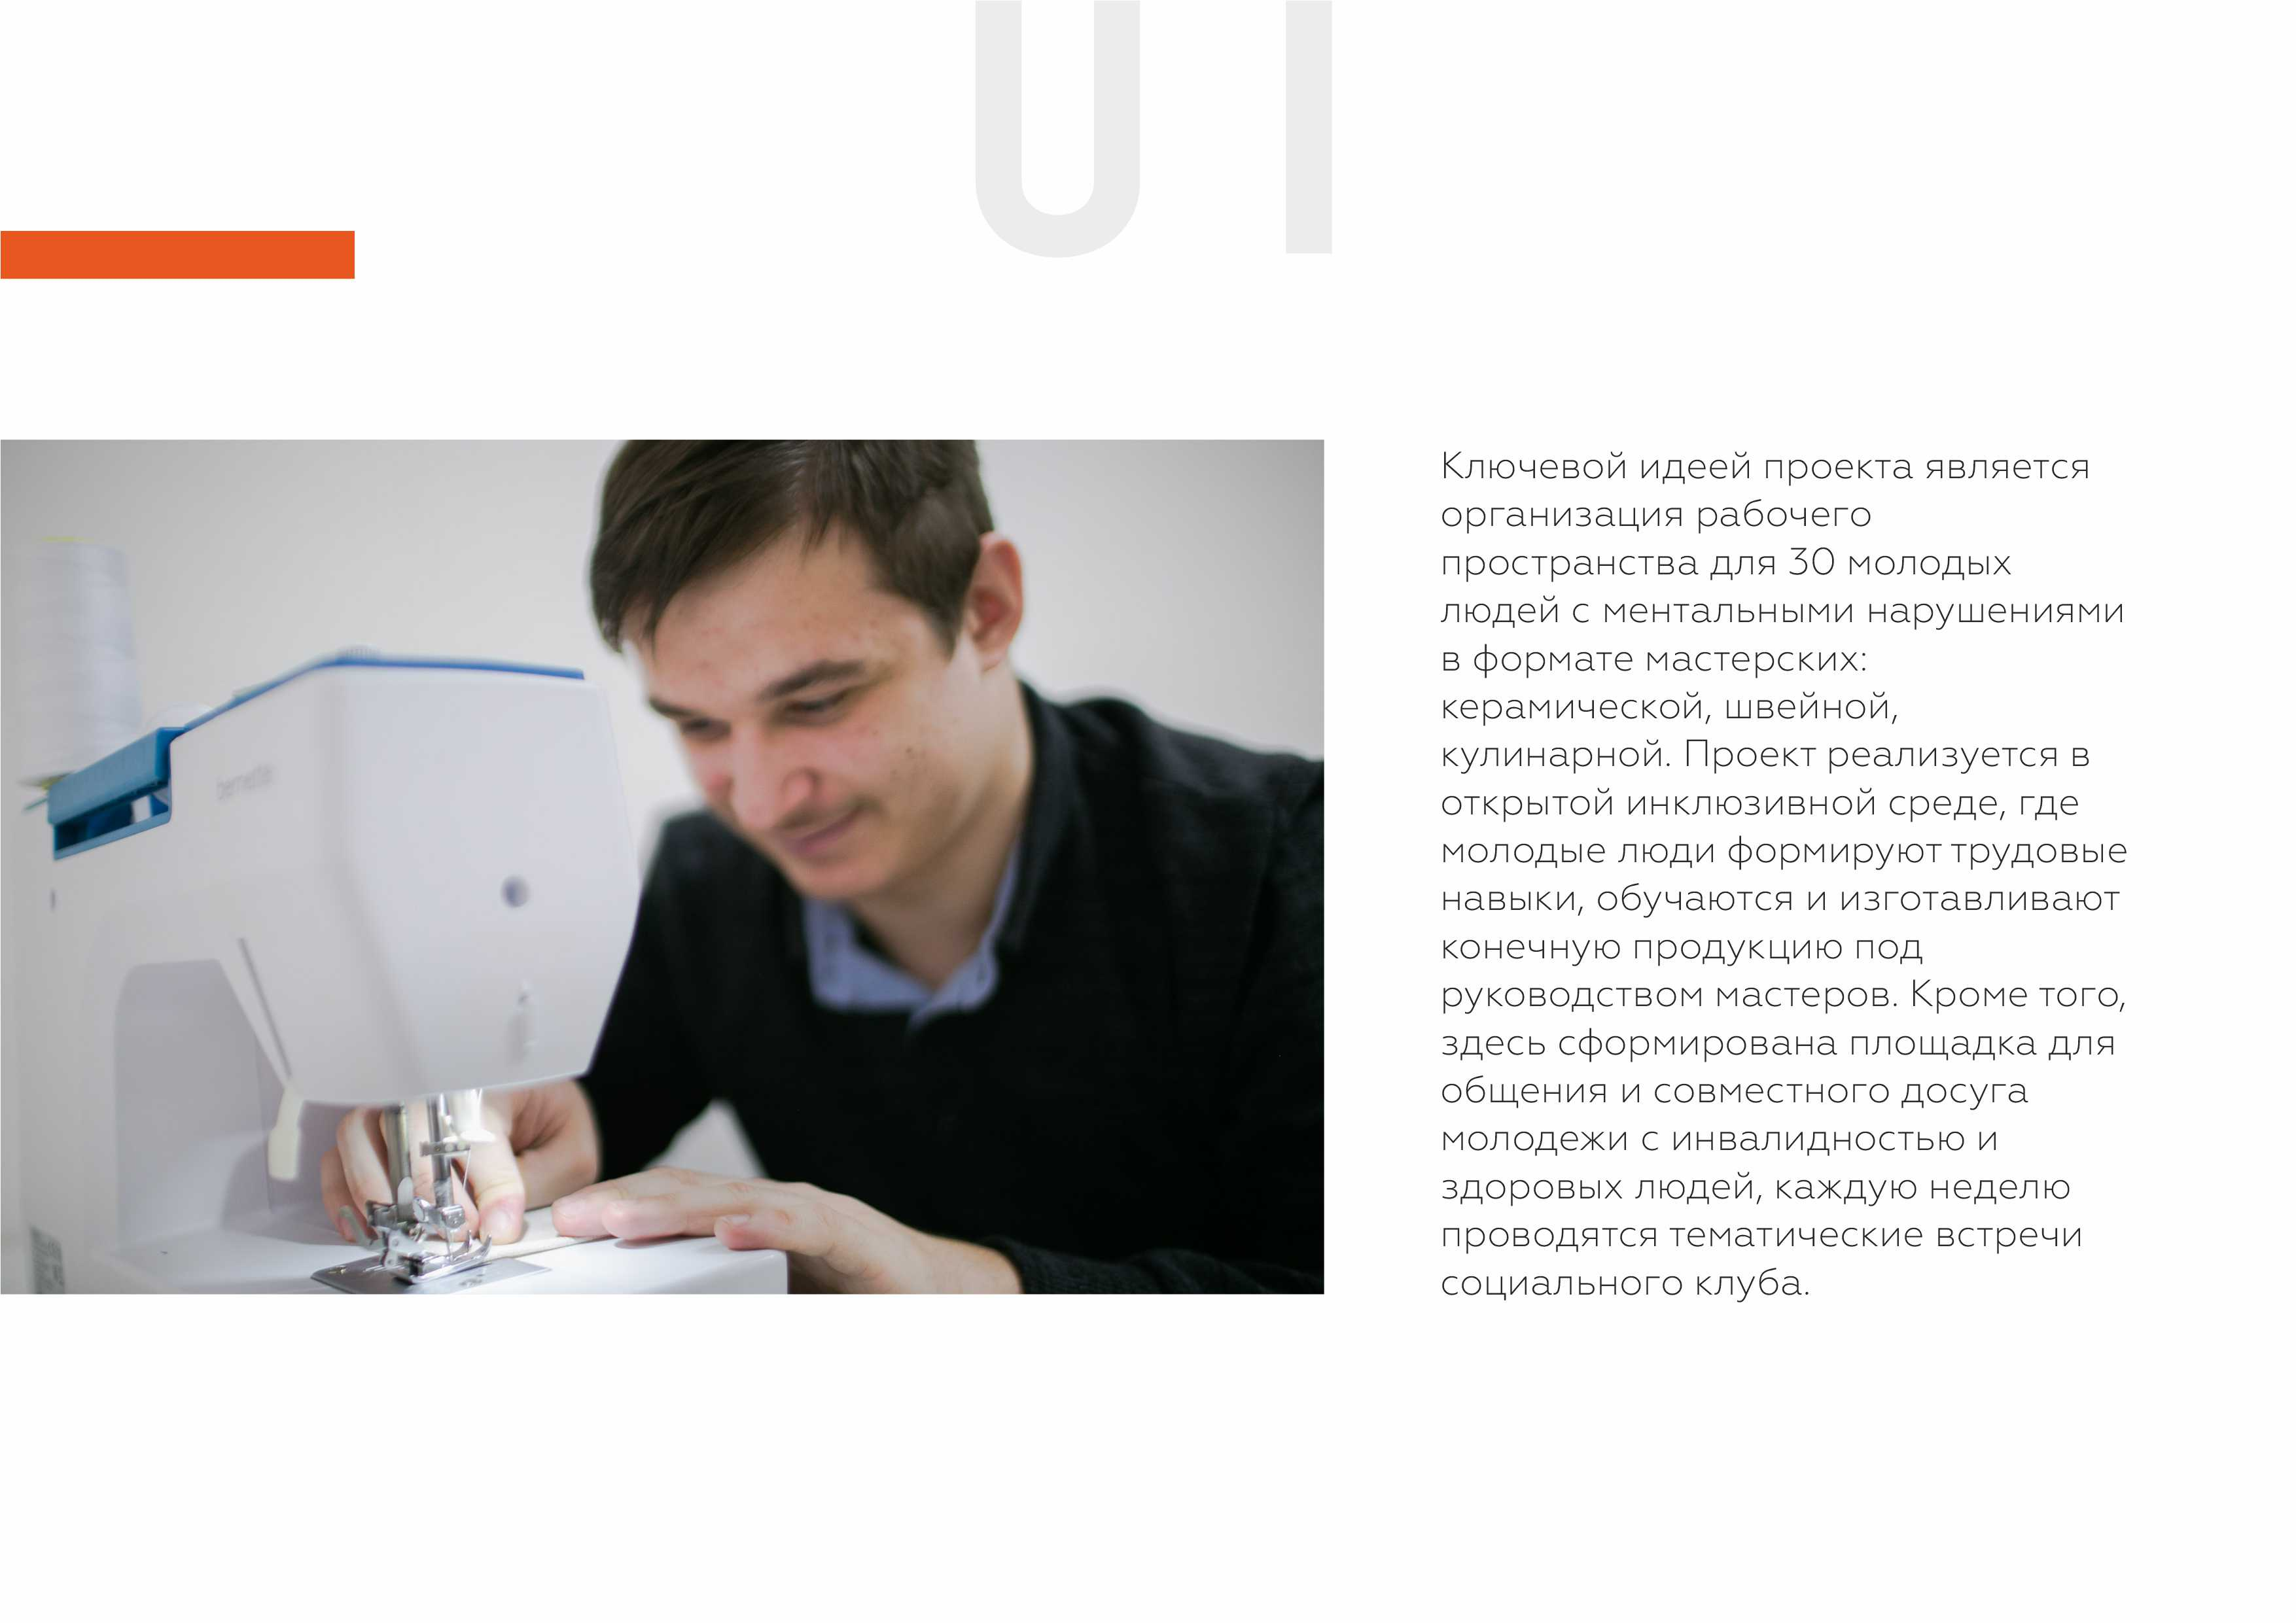 Ключевой идеей проекта является
организация рабочего
пространства для 30 молодых
людей с ментальными нарушениями
в формате мастерских:
керамической, швейной,
кулинарной. Проект реализуется в
открытой инклюзивной среде, где
молодые люди формируют трудовые
навыки, обучаются и изготавливают
конечную продукцию под
руководством мастеров. Кроме того,
здесь сформирована площадка для
общения и совместного досуга
молодежи с инвалидностью и
здоровых людей, каждую неделю
проводятся тематические встречи
социального клуба.